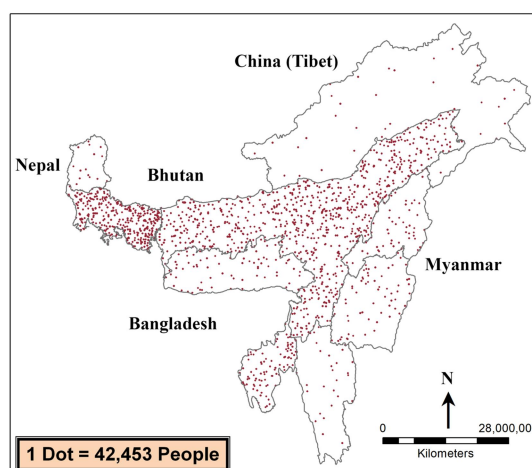 China (Tibet)
Nepal
Bhutan
Myanmar
Bangladesh
N
0 28,000,00
Kilometers
1 Dot = 42,453 People